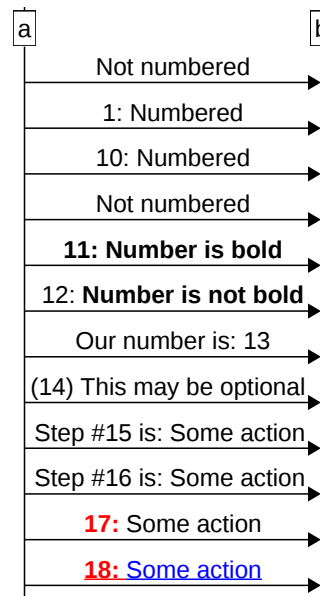 a
b
Not numbered
1: Numbered
10: Numbered
Not numbered
11: Number is bold
12: Number is not bold
Our number is: 13
(14) This may be optional
Step #15 is: Some action
Step #16 is: Some action
17: Some action
18: Some action